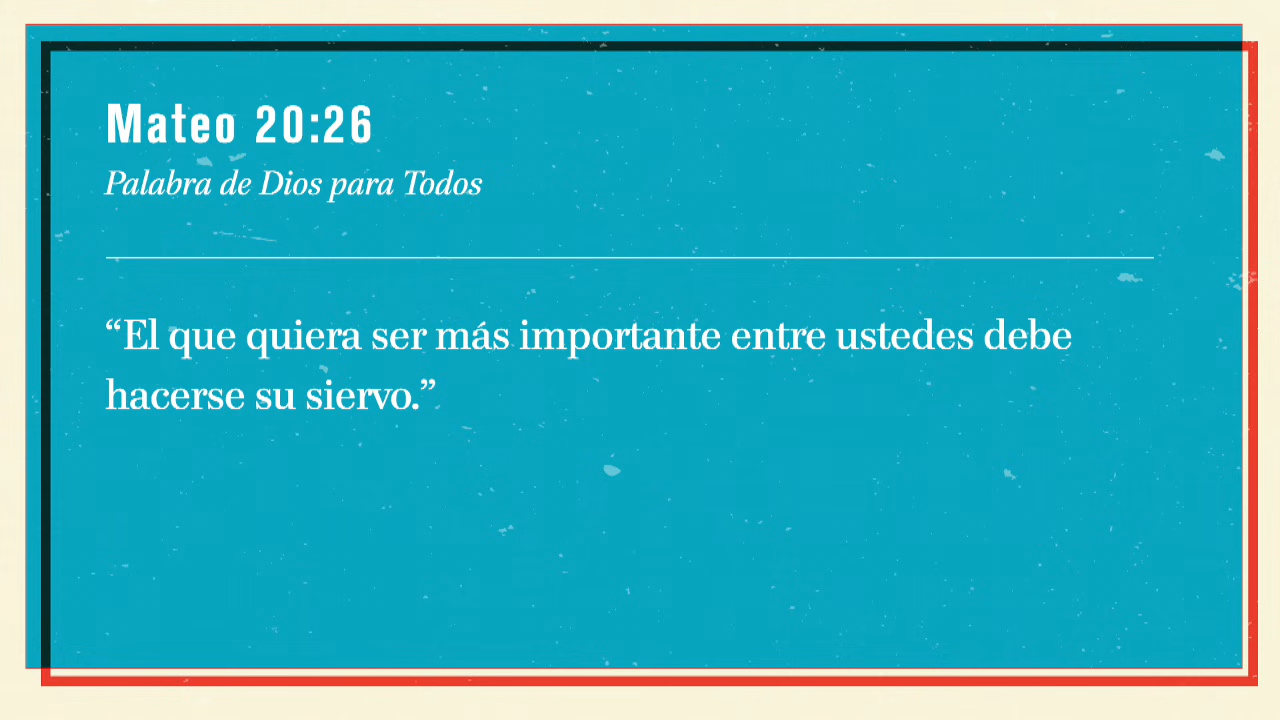 Mateo 20:26
Palabra de Dios para Todos
“El que quiera ser más importante entre ustedes debe
hacerse su siervo.”